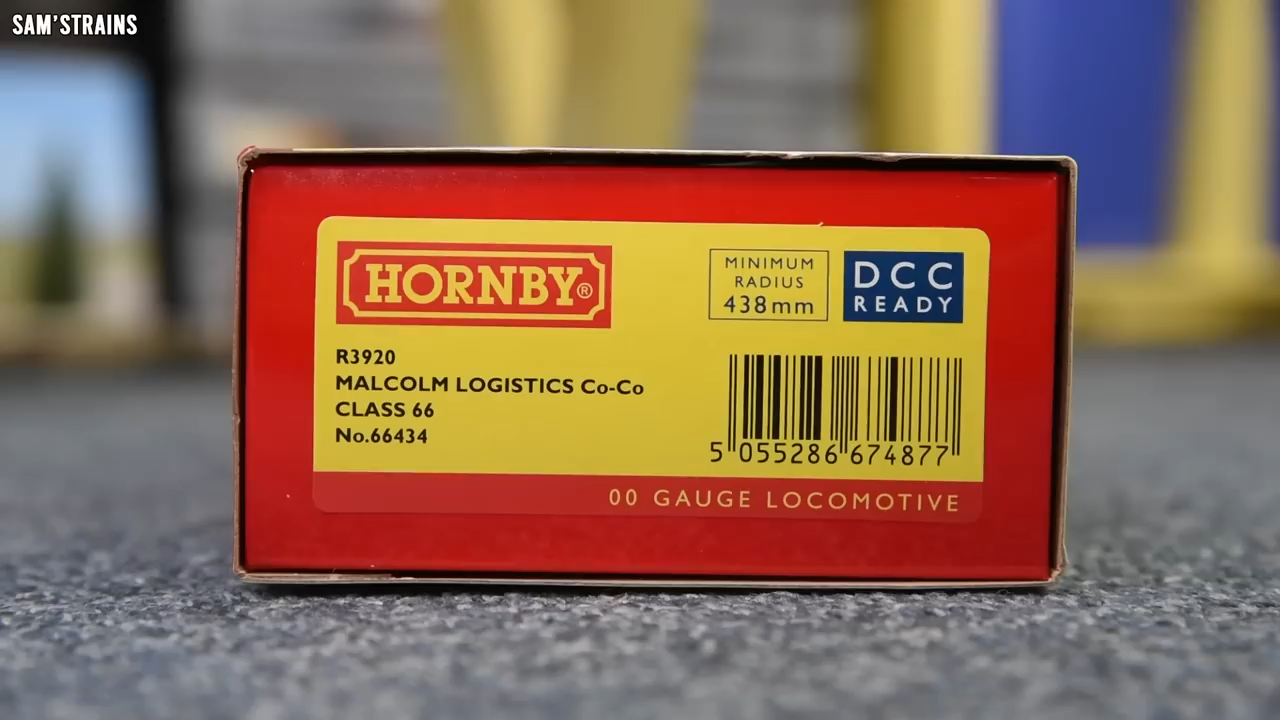 SAM'STRAINS
HORNBY®
MINIMUM
RADIUS
438mm
DCC
READY
R3920
MALCOLM LOGISTICS Co-Co
CLASS 66
No.66434
5 055286 674877
00 GAUGE LOCOMOTIVE